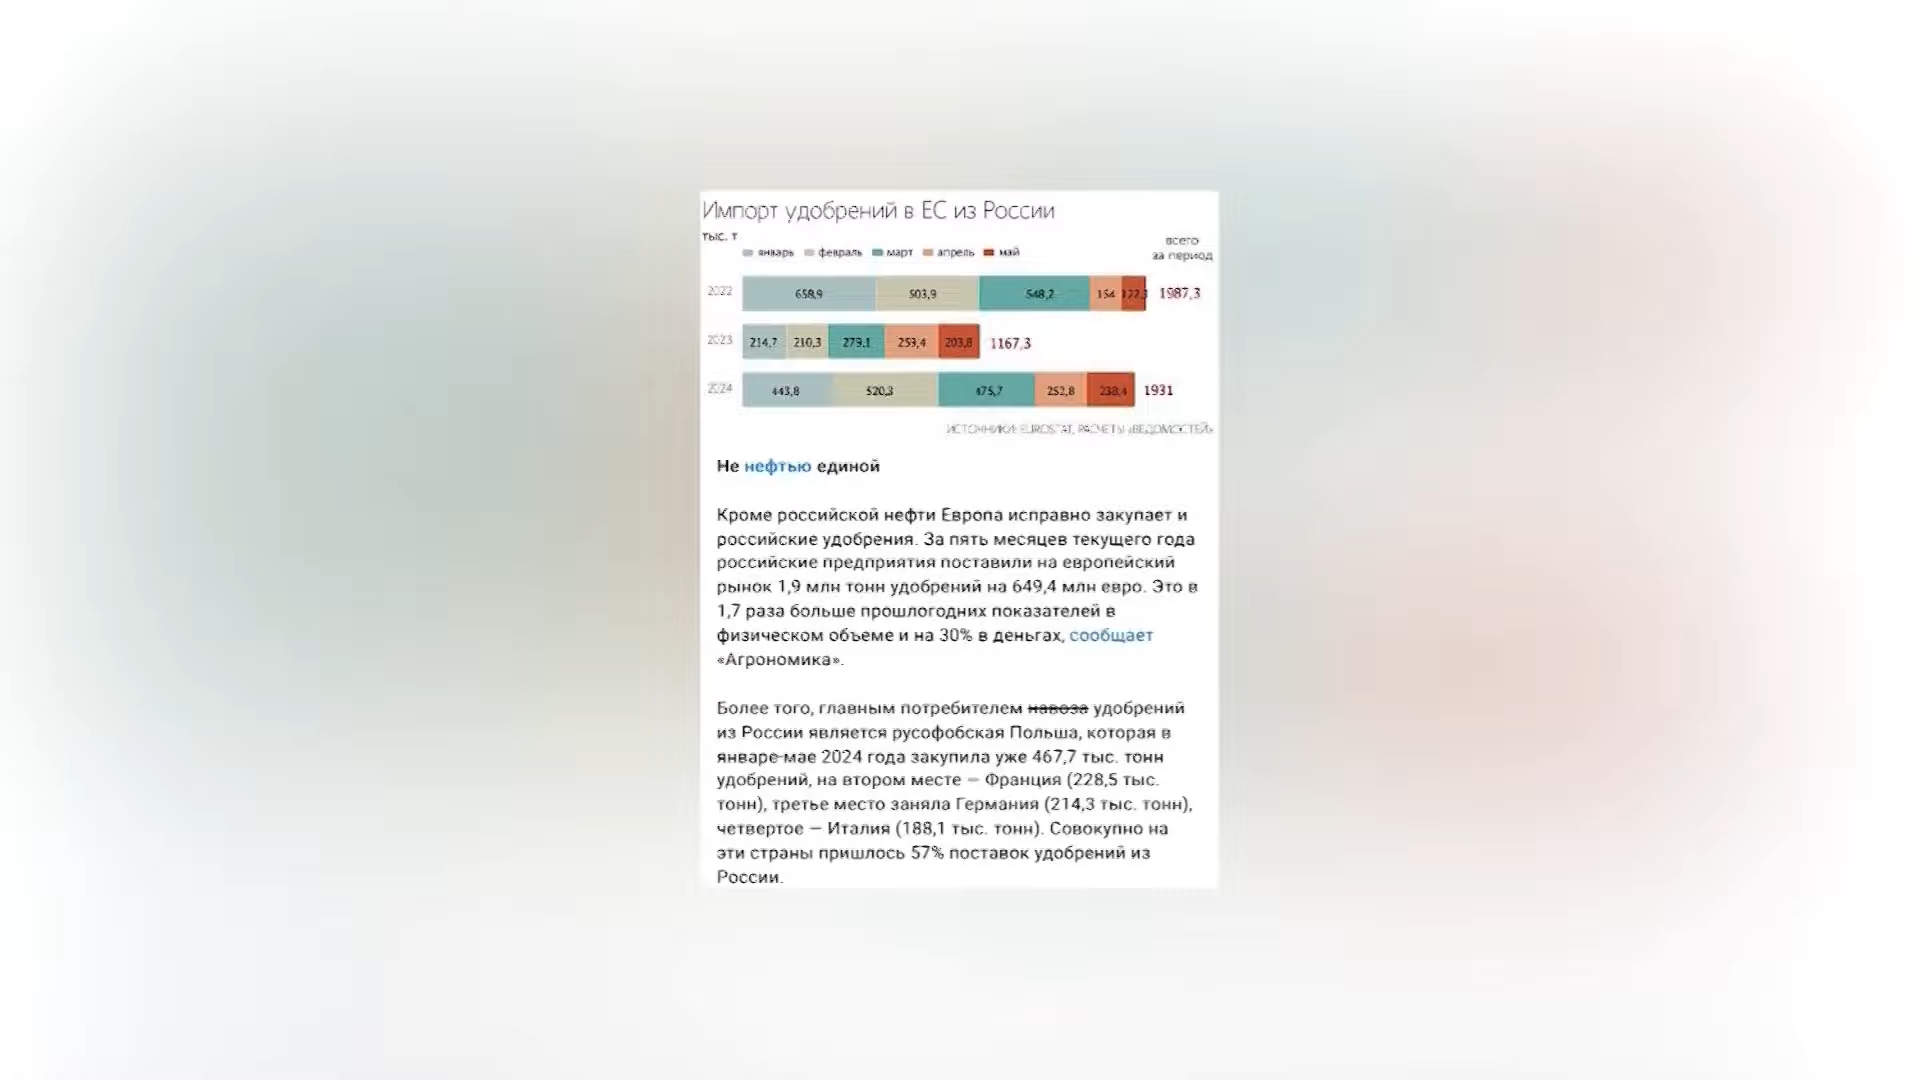 Импорт удобрений в ЕС из России
тыс. т
всего
за период
январь февраль март апрель май
2022 658,9 503,9 548,2 154 1987,3
2023 214,7 210,3 279,1 259,4 203,8 1167,3
2024 443,8 520,3 475,7 252,8 238,4 1931
ИСТОЧНИКИ: EUROSTAT, РАСЧЕТЫ «ВЕДОМОСТЕЙ»
Не нефтью единой
Кроме российской нефти Европа исправно закупает и
российские удобрения. За пять месяцев текущего года
российские предприятия поставили на европейский
рынок 1,9 млн тонн удобрений на 649,4 млн евро. Это в
1,7 раза больше прошлогодних показателей в
физическом объеме и на 30% в деньгах, сообщает
«Агрономика».
Более того, главным потребителем навоза удобрений
из России является русофобская Польша, которая в
январе-мае 2024 года закупила уже 467,7 тыс. тонн
удобрений, на втором месте — Франция (228,5 тыс.
тонн), третье место заняла Германия (214,3 тыс. тонн),
четвертое — Италия (188,1 тыс. тонн). Совокупно на
эти страны пришлось 57% поставок удобрений из
России.